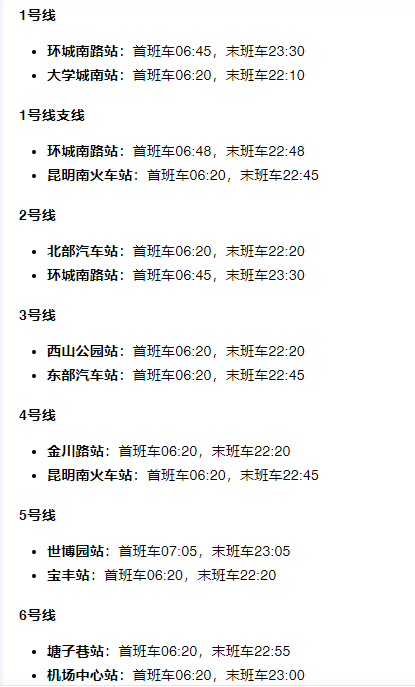 1号线
环城南路站：首班车06:45，末班车23:30
大学城南站：首班车06:20，末班车22:10
1号线支线
环城南路站：首班车06:48，末班车22:48
昆明南火车站：首班车06:20，末班车22:45
2号线
北部汽车站：首班车06:20，末班车22:20
环城南路站：首班车06:45，末班车23:30
3号线
西山公园站：首班车06:20，末班车22:20
东部汽车站：首班车06:20，末班车22:45
4号线
金川路站：首班车06:20，末班车22:20
昆明南火车站：首班车06:20，末班车22:45
5号线
世博园站：首班车07:05，末班车23:05
宝丰站：首班车06:20，末班车22:20
6号线
塘子巷站：首班车06:20，末班车22:55
机场中心站：首班车06:20，末班车23:00